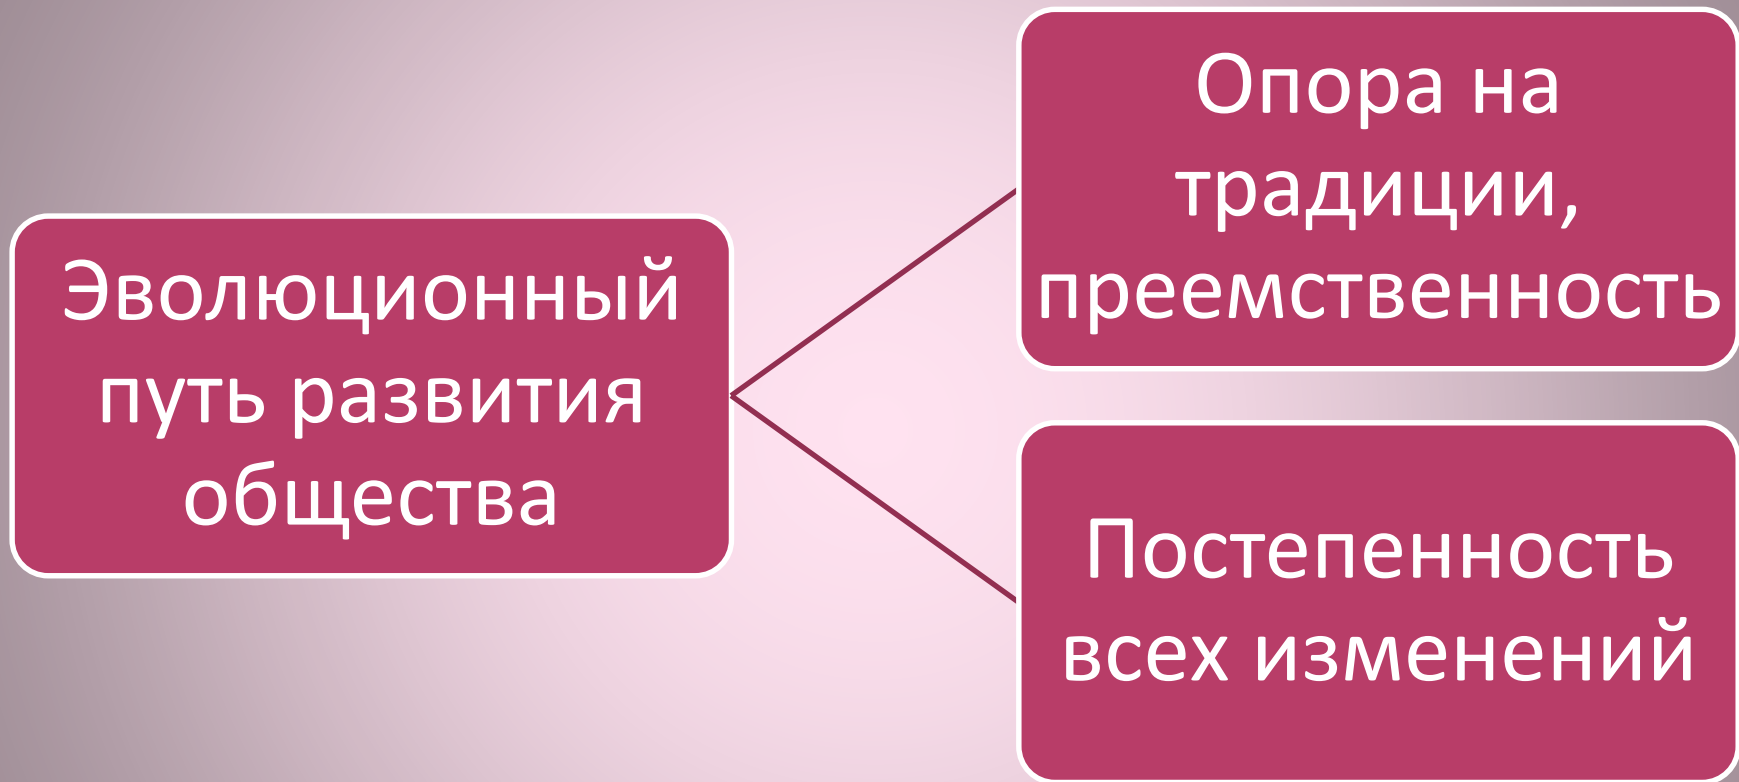 Эволюционный
путь развития
общества
Опора на
традиции,
преемственность
Постепенность
всех изменений